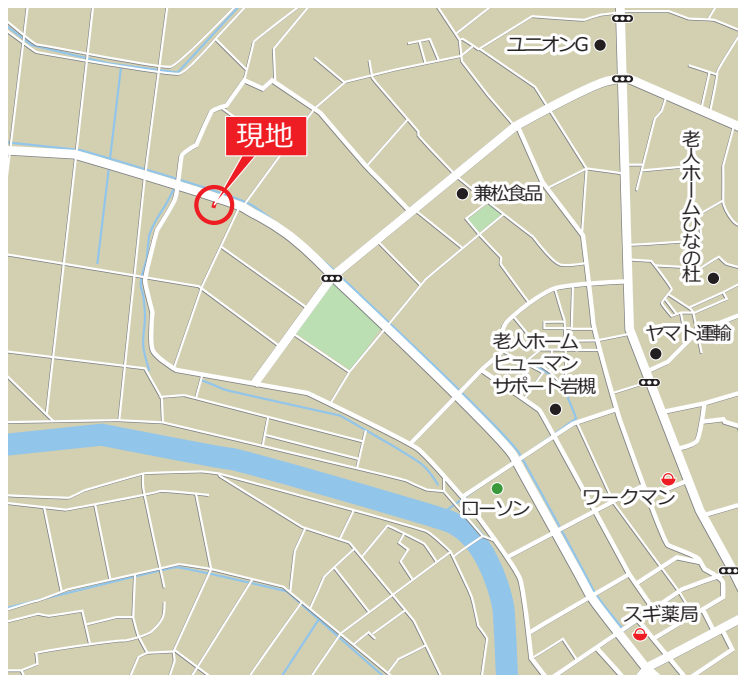 ユニオンG
現地
老人ホームひなの杜
兼松食品
ヤマト運輸
老人ホーム
ヒューマン
サポート岩槻
ワークマン
ローソン
スギ薬局